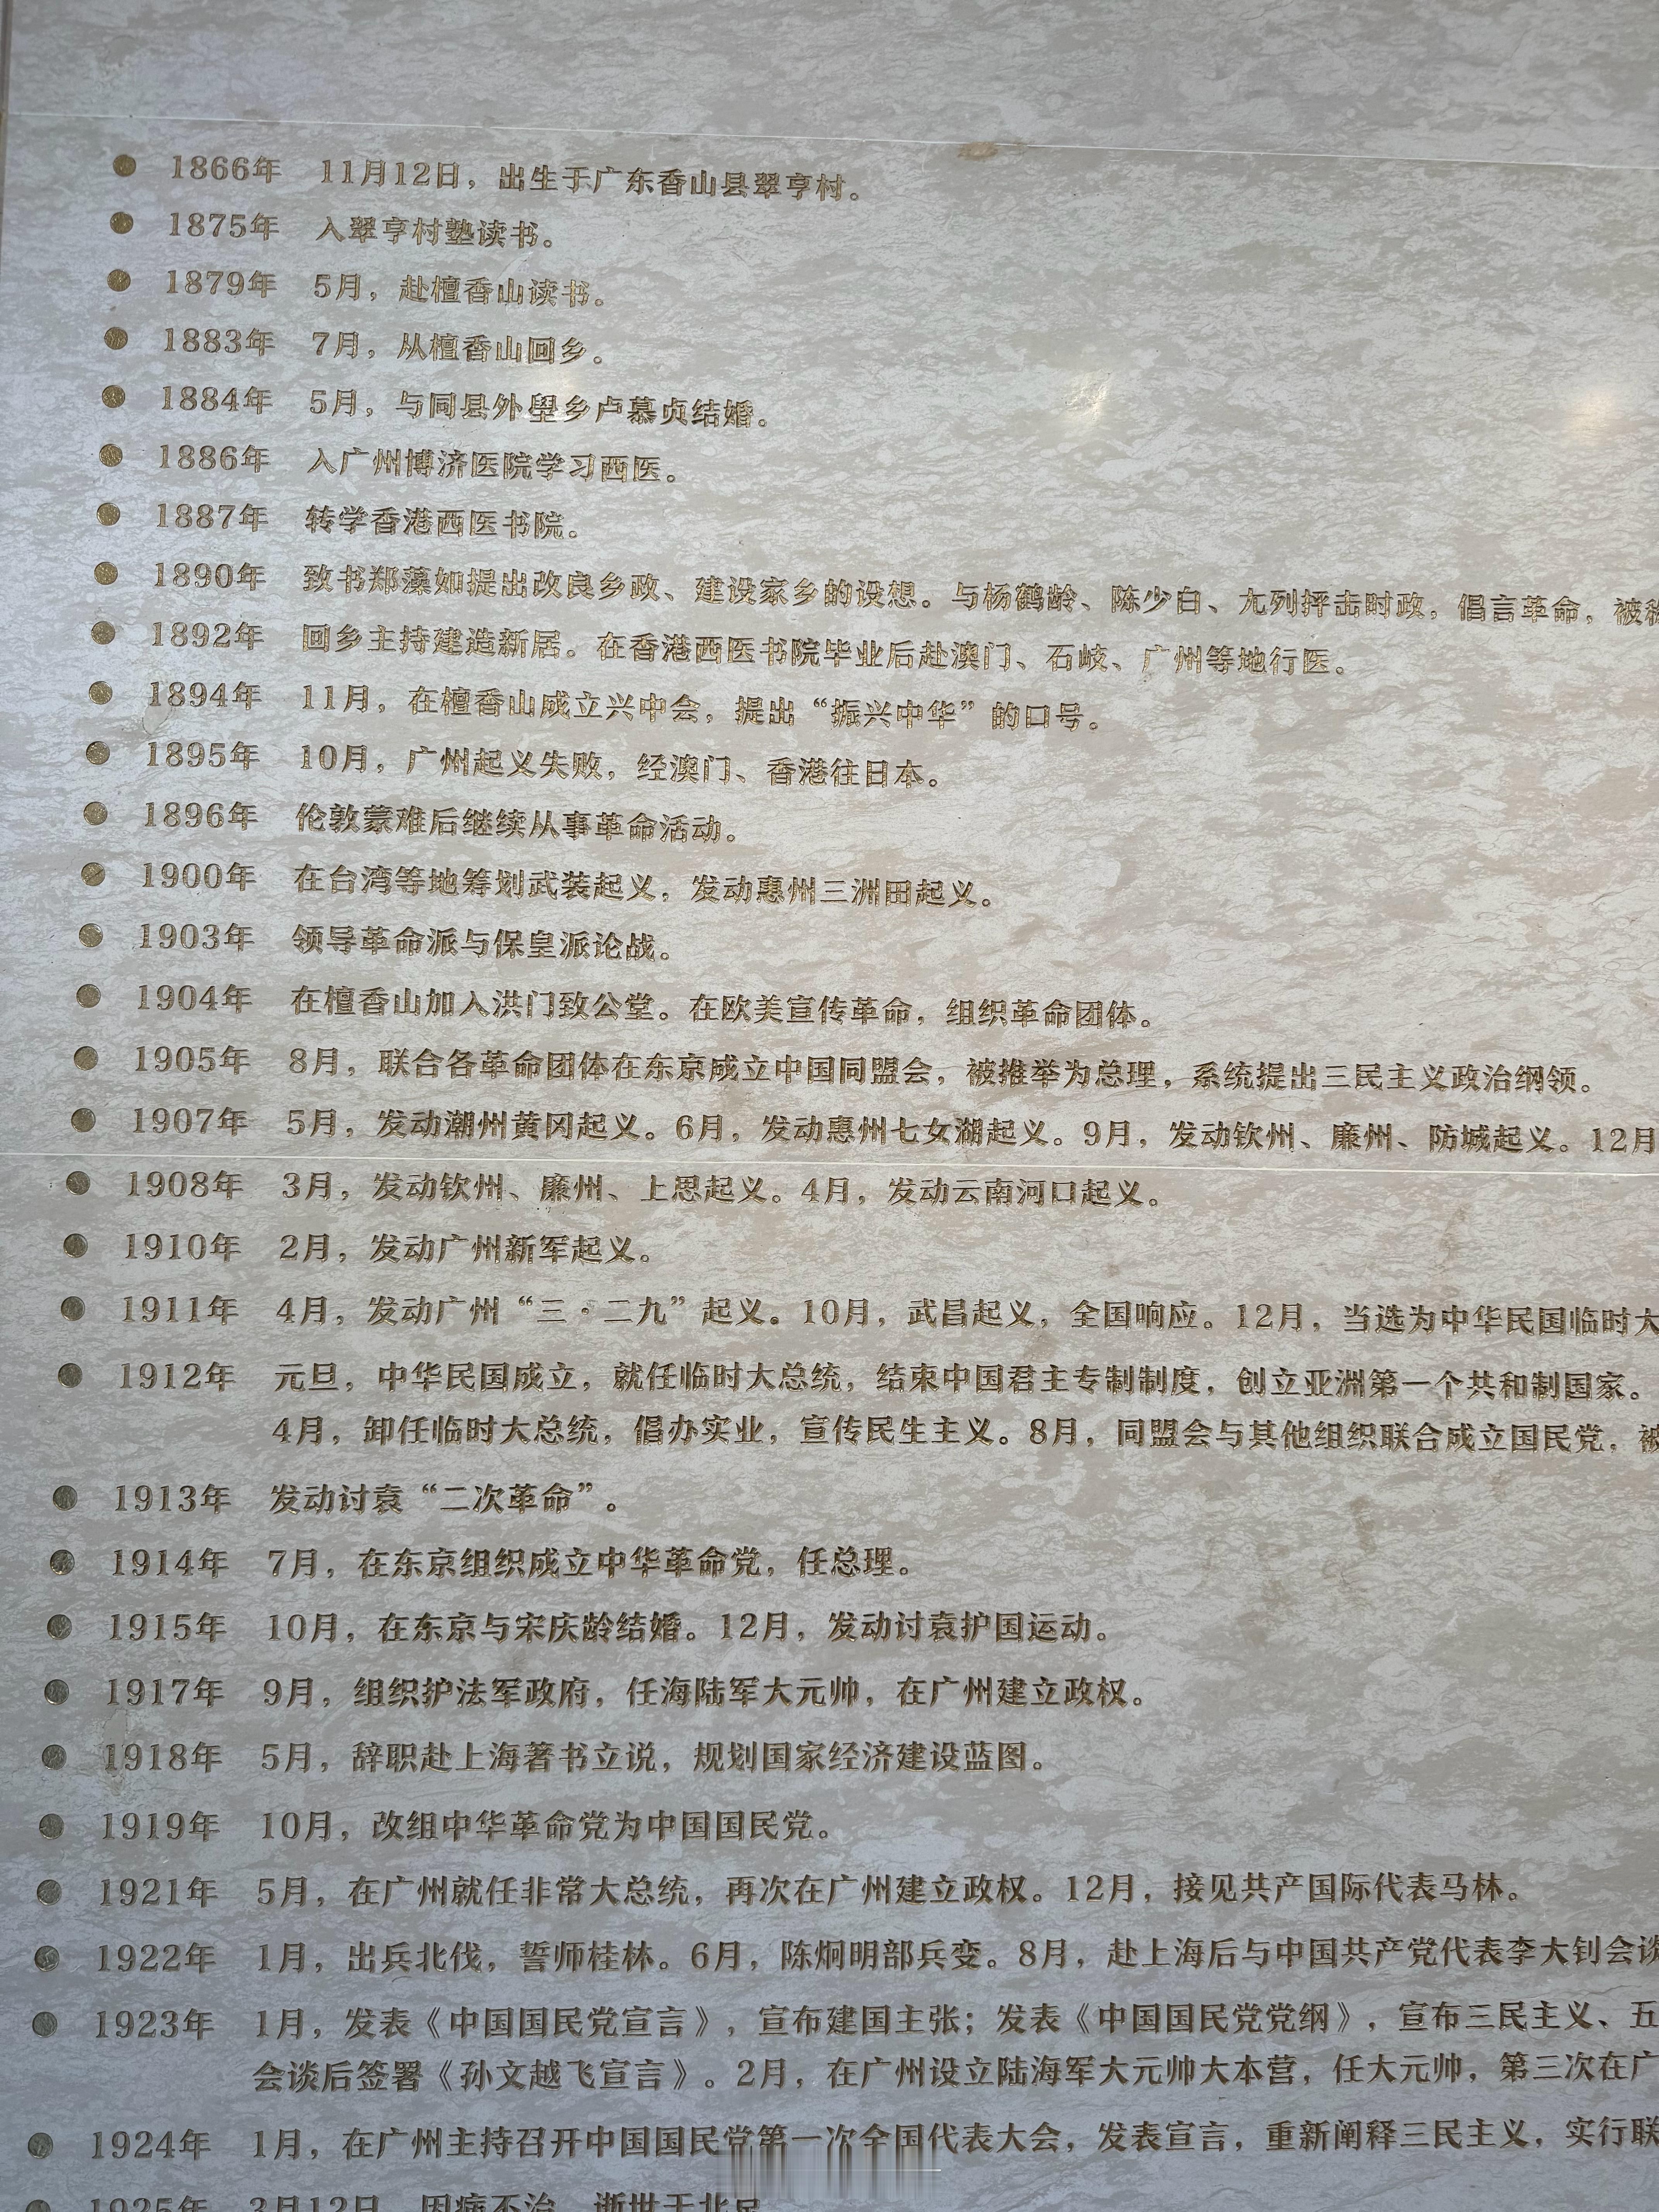 1866年 11月12日，出生于广东香山县翠亨村。
1875年 入翠亨村塾读书。
1879年 5月，赴檀香山读书。
1883年 7月，从檀香山回乡。
1884年 5月，与同县外壆乡卢慕贞结婚。
1886年 入广州博济医院学习西医。
1887年 转学香港西医书院。
1890年 致书郑藻如提出改良乡政、建设家乡的设想。与杨鹤龄、陈少白、尢列抨击时政，倡言革命，被称
1892年 回乡主持建造新居。在香港西医书院毕业后赴澳门、石岐、广州等地行医。
1894年 11月，在檀香山成立兴中会，提出“振兴中华”的口号。
1895年 10月，广州起义失败，经澳门、香港往日本。
1896年 伦敦蒙难后继续从事革命活动。
1900年 在台湾等地筹划武装起义，发动惠州三洲田起义。
1903年 领导革命派与保皇派论战。
1904年 在檀香山加入洪门致公堂。在欧美宣传革命，组织革命团体。
1905年 8月，联合各革命团体在东京成立中国同盟会，被推举为总理，系统提出三民主义政治纲领。
1907年 5月，发动潮州黄冈起义。6月，发动惠州七女湖起义。9月，发动钦州、廉州、防城起义。12月
1908年 3月，发动钦州、廉州、上思起义。4月，发动云南河口起义。
1910年 2月，发动广州新军起义。
1911年 4月，发动广州“三·二九”起义。10月，武昌起义，全国响应。12月，当选为中华民国临时大
1912年 元旦，中华民国成立，就任临时大总统，结束中国君主专制制度，创立亚洲第一个共和制国家。
4月，卸任临时大总统，倡办实业，宣传民生主义。8月，同盟会与其他组织联合成立国民党，被
1913年 发动讨袁“二次革命”。
1914年 7月，在东京组织成立中华革命党，任总理。
1915年 10月，在东京与宋庆龄结婚。12月，发动讨袁护国运动。
1917年 9月，组织护法军政府，任海陆军大元帅，在广州建立政权。
1918年 5月，辞职赴上海著书立说，规划国家经济建设蓝图。
1919年 10月，改组中华革命党为中国国民党。
1921年 5月，在广州就任非常大总统，再次在广州建立政权。12月，接见共产国际代表马林。
1922年 1月，出兵北伐，誓师桂林。6月，陈炯明部兵变。8月，赴上海后与中国共产党代表李大钊会谈
1923年 1月，发表《中国国民党宣言》，宣布建国主张；发表《中国国民党党纲》，宣布三民主义、五
会谈后签署《孙文越飞宣言》。2月，在广州设立陆海军大元帅大本营，任大元帅，第三次在广
1924年 1月，在广州主持召开中国国民党第一次全国代表大会，发表宣言，重新阐释三民主义，实行联
1925年 3月12日，因病不治，逝世于北京